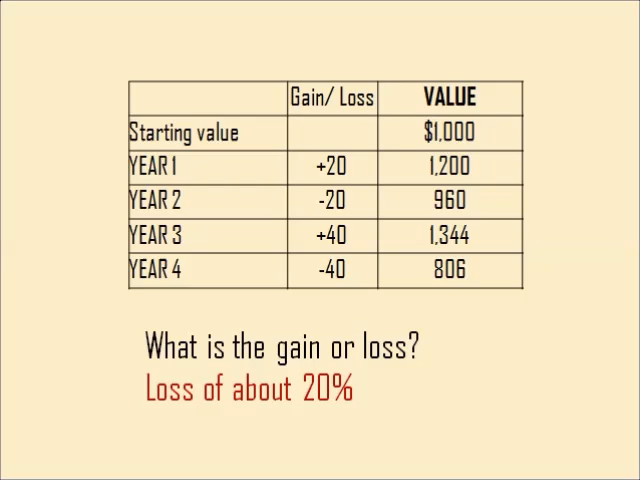 Gain/ Loss VALUE
Starting value $1,000
YEAR 1 +20 1,200
YEAR 2 -20 960
YEAR 3 +40 1,344
YEAR 4 -40 806
What is the gain or loss?
Loss of about 20%